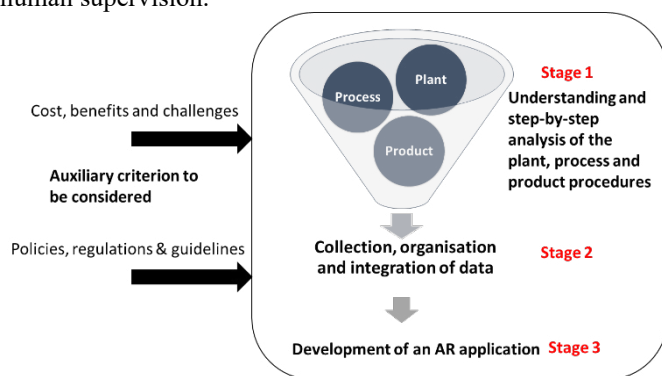 human supervision.
Stage 1
Plant
Process
Product
Understanding and
step-by-step
analysis of the
plant, process and
product procedures
Cost, benefits and challenges
Auxiliary criterion to
be considered
Policies, regulations & guidelines
Collection, organisation
and integration of data
Stage 2
Development of an AR application Stage 3